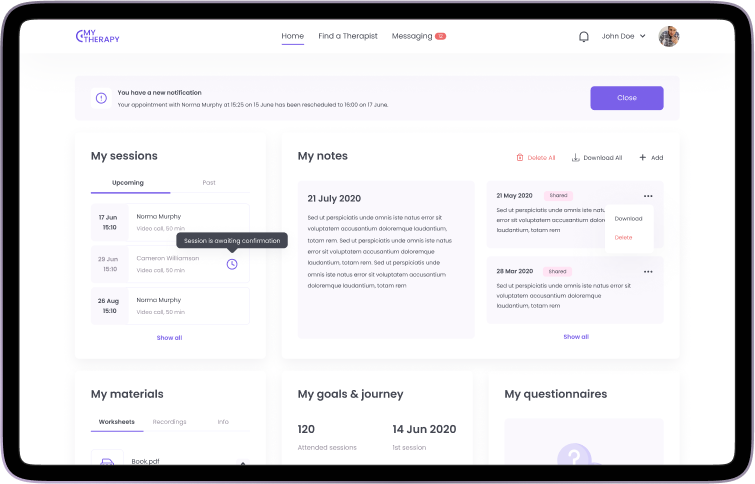 MY
THERAPY
Home
Find a Therapist
Messaging
John Doe
You have a new notification
Your appointment with Norma Murphy at 15:25 on 15 June has been rescheduled to 16:00 on 17 June.
Close
My sessions
Upcoming
Past
17 Jun
15:10
Norma Murphy
Video call, 50 min
Session is awaiting confirmation
29 Jun
15:10
Cameron Williamson
Video call, 50 min
26 Aug
15:10
Norma Murphy
Video call, 50 min
Show all
My notes
Delete All
Download All
Add
21 July 2020
Sed ut perspiciatis unde omnis iste natus error sit
voluptatem accusantium doloremque laudantium,
totam rem. Sed ut perspiciatis unde omnis iste natus
error sit voluptatem accusantium doloremque
laudantium, totam rem. Sed ut perspiciatis unde
omnis iste natus error sit voluptatem accusantium
doloremque laudantium, totam rem
21 May 2020
Shared
Sed ut perspiciatis unde omnis iste
voluptatem accusantium
laudantium, totam rem
Download
Delete
28 Mar 2020
Shared
Sed ut perspiciatis unde omnis iste natus error sit
voluptatem accusantium doloremque
laudantium, totam rem
Show all
My materials
Worksheets
Recordings
Info
Book.pdf
My goals & journey
120
Attended sessions
14 Jun 2020
1st session
My questionnaires
?